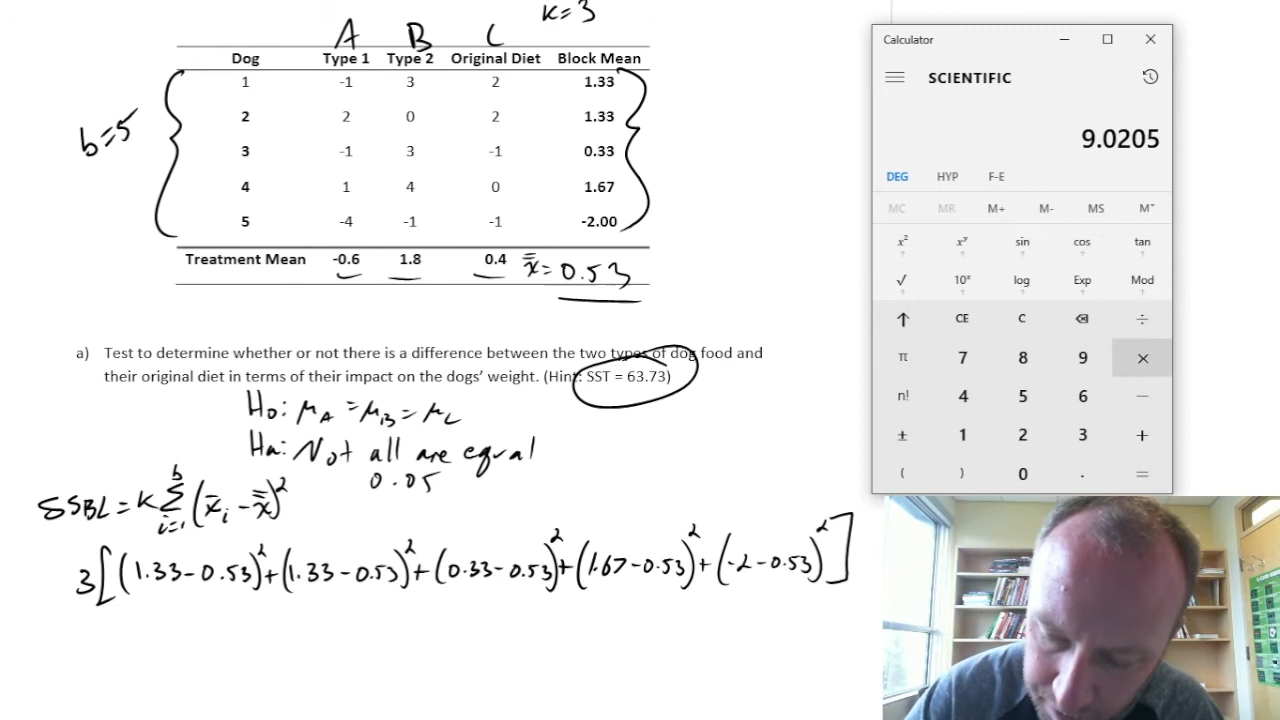 k=3
A B C
Dog Type 1 Type 2 Original Diet Block Mean
1 -1 3 2 1.33
2 2 0 2 1.33
3 -1 3 -1 0.33
4 1 4 0 1.67
5 -4 -1 -1 -2.00
b=5
Treatment Mean -0.6 1.8 0.4 x̿ = 0.53
a) Test to determine whether or not there is a difference between the two types of dog food and
their original diet in terms of their impact on the dogs' weight. (Hint: SST = 63.73)
Ho: μA = μB = μC
Ha: Not all are equal
0.05
SSBL = k Σ_{i=1}^{b} (x̄i - x̿)²
3[(1.33-0.53)²+(1.33-0.53)²+(0.33-0.53)²+(1.67-0.53)²+(-2-0.53)²]
Calculator
SCIENTIFIC
9.0205
DEG HYP F-E
MC MR M+ M- MS M˅
x² xʸ sin cos tan
√ 10ˣ log Exp Mod
↑ CE C ⌫ ÷
π 7 8 9 ×
n! 4 5 6 −
± 1 2 3 +
( ) 0 . =